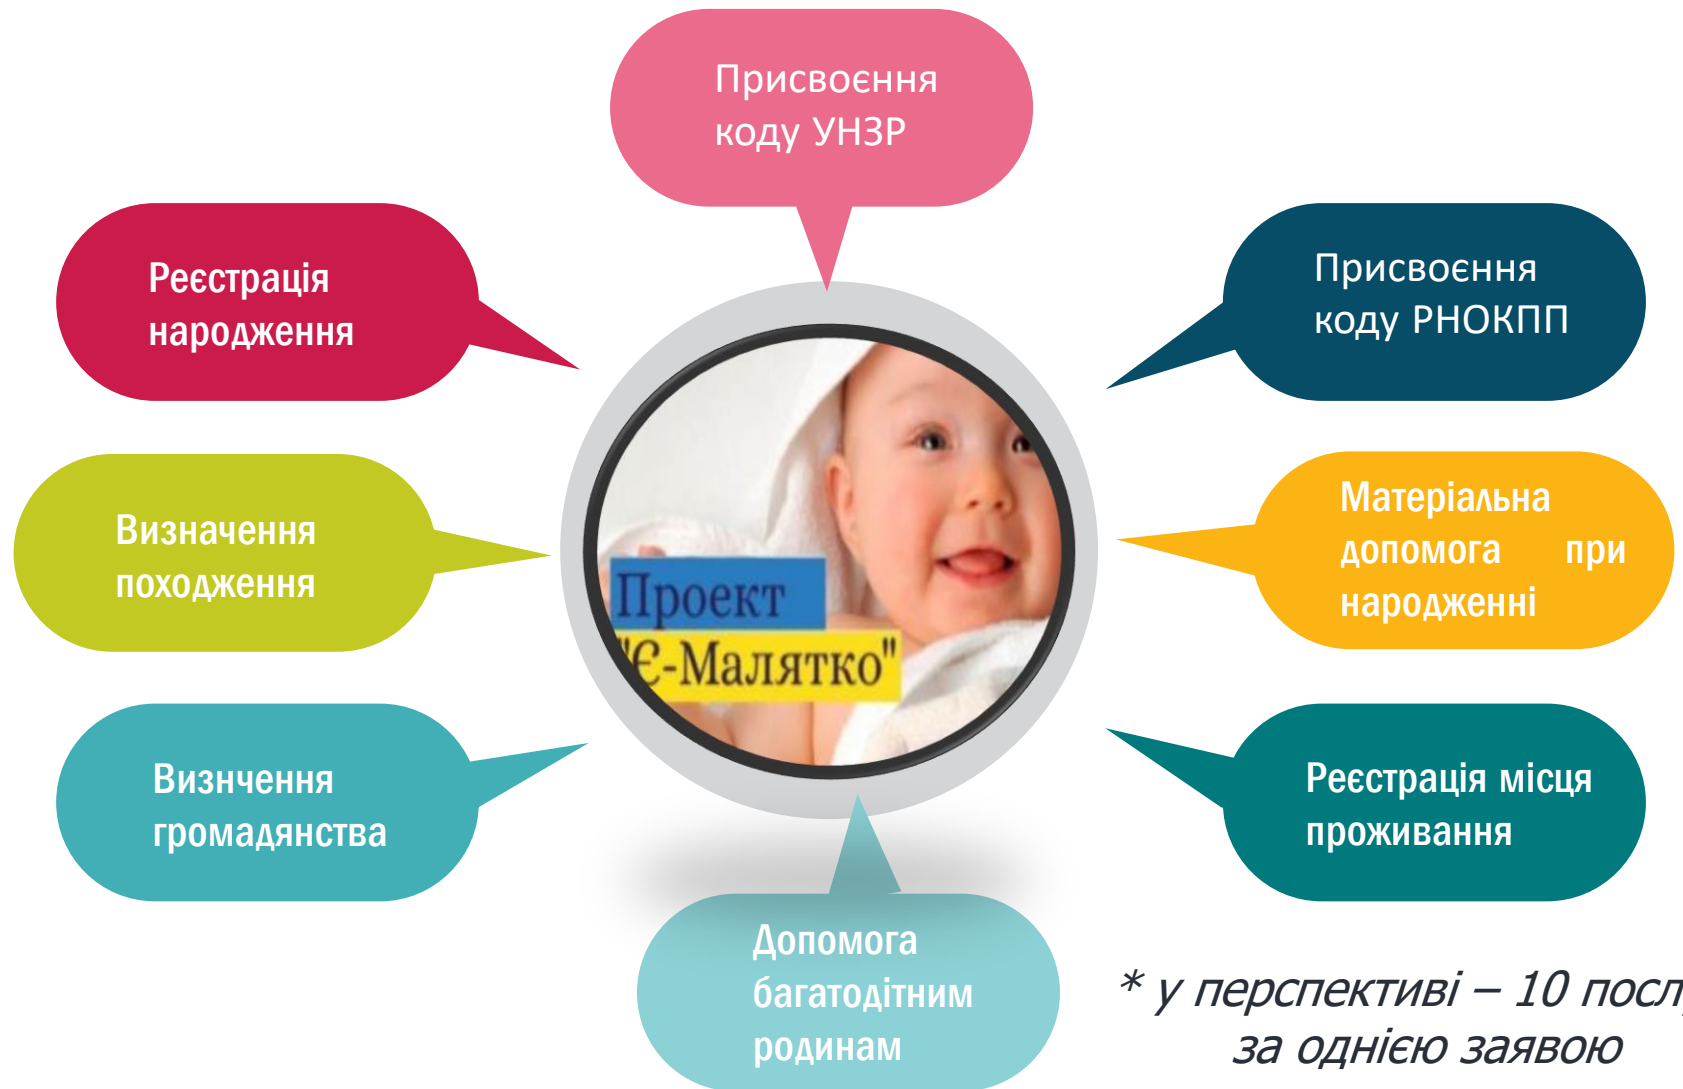 Присвоєння
коду УНЗР
Реєстрація
народження
Присвоєння
коду РНОКПП
Визначення
походження
Проект
"Є-Малятко"
Матеріальна
допомога при
народженні
Визнчення
громадянства
Реєстрація місця
проживання
Допомога
багатодітним
родинам
* у перспективі – 10
за однією заявою